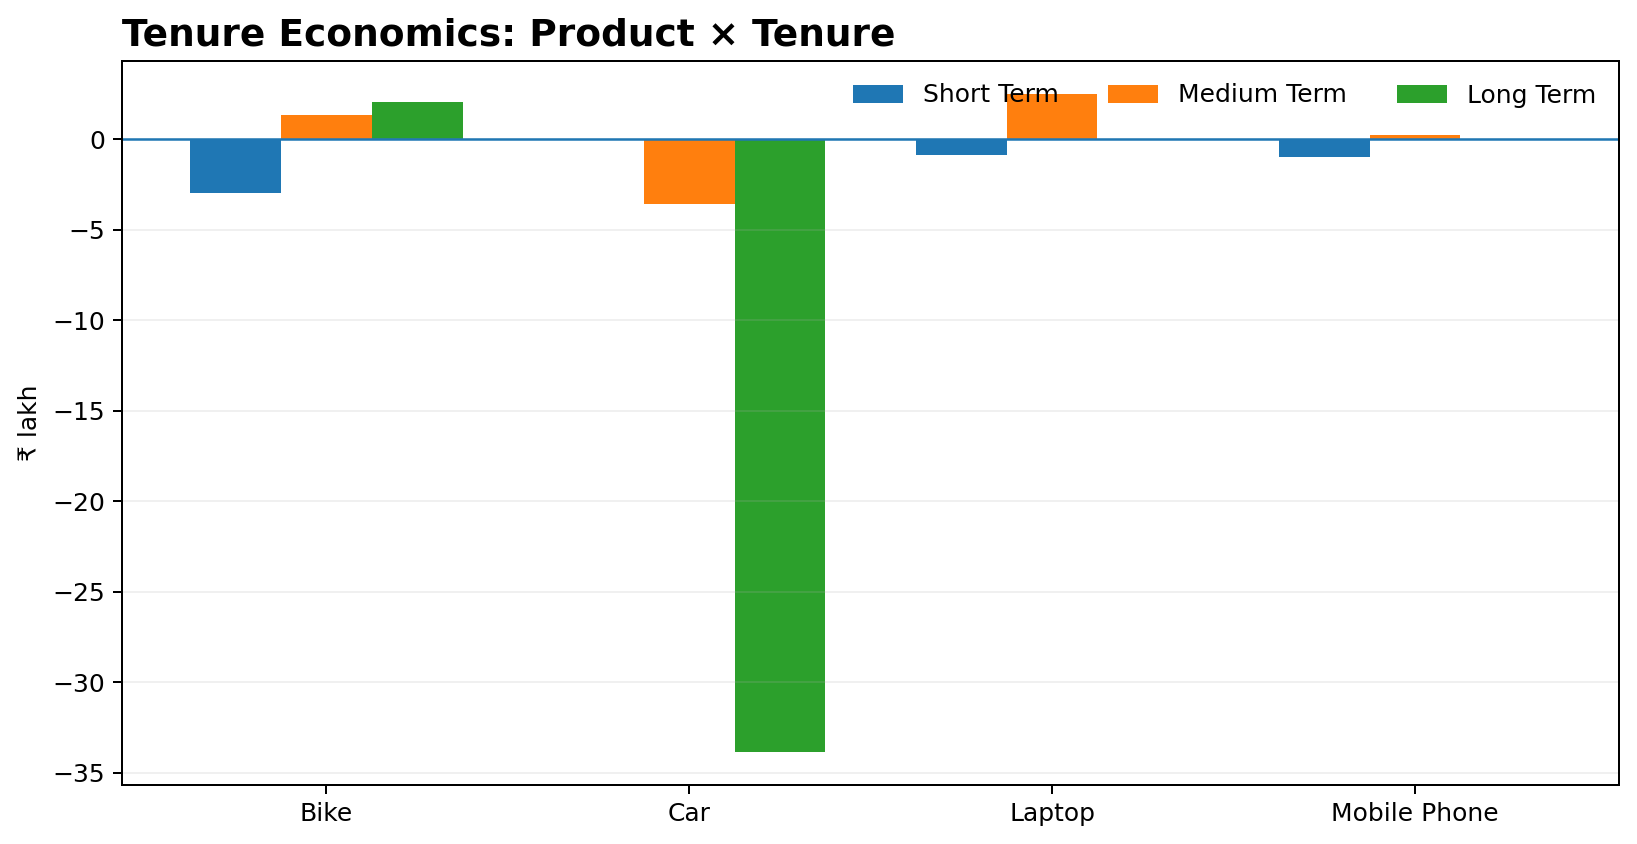 Tenure Economics: Product × Tenure
Short Term Medium Term Long Term
₹ lakh
0
−5
−10
−15
−20
−25
−30
−35
Bike Car Laptop Mobile Phone